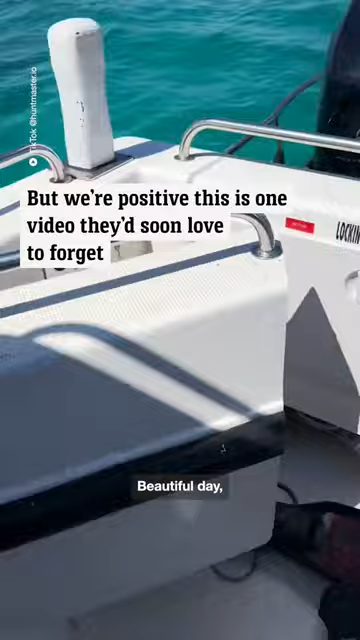 TikTok @huntmaster.io
But we're positive this is one
video they'd soon love
to forget
LOCKIN
Beautiful day,